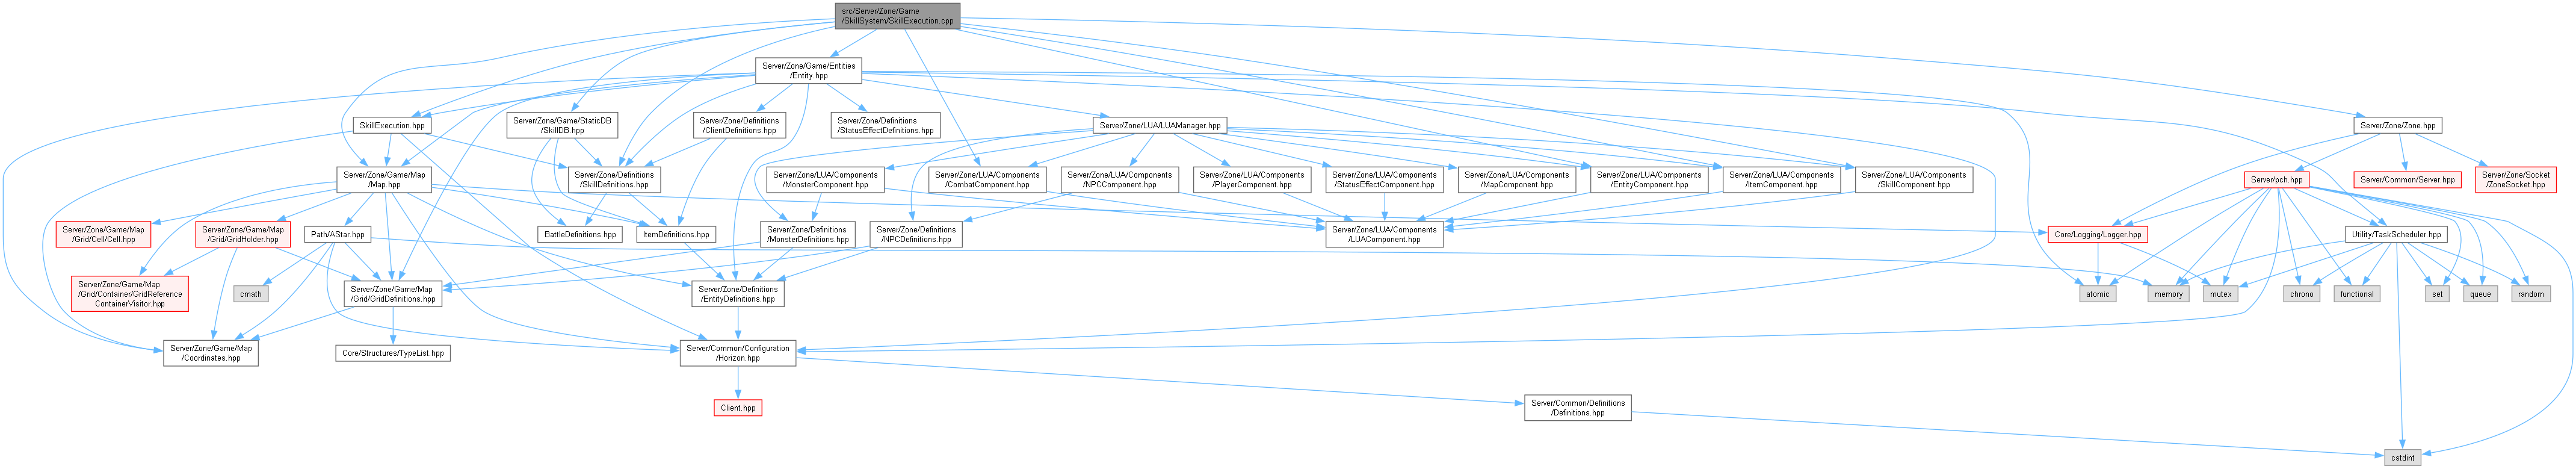 src/Server/Zone/Game
/SkillSystem/SkillExecution.cpp
Server/Zone/Game/Entities
/Entity.hpp
SkillExecution.hpp
Server/Zone/Game/StaticDB
/SkillDB.hpp
Server/Zone/Definitions
/ClientDefinitions.hpp
Server/Zone/Definitions
/StatusEffectDefinitions.hpp
Server/Zone/LUA/LUAManager.hpp
Server/Zone/Zone.hpp
Server/Zone/Game/Map
/Map.hpp
Server/Zone/Definitions
/SkillDefinitions.hpp
Server/Zone/LUA/Components
/MonsterComponent.hpp
Server/Zone/LUA/Components
/CombatComponent.hpp
Server/Zone/LUA/Components
/NPCComponent.hpp
Server/Zone/LUA/Components
/PlayerComponent.hpp
Server/Zone/LUA/Components
/StatusEffectComponent.hpp
Server/Zone/LUA/Components
/MapComponent.hpp
Server/Zone/LUA/Components
/EntityComponent.hpp
Server/Zone/LUA/Components
/ItemComponent.hpp
Server/Zone/LUA/Components
/SkillComponent.hpp
Server/pch.hpp
Server/Common/Server.hpp
Server/Zone/Socket
/ZoneSocket.hpp
Server/Zone/Game/Map
/Grid/Cell/Cell.hpp
Server/Zone/Game/Map
/Grid/GridHolder.hpp
Path/AStar.hpp
BattleDefinitions.hpp
ItemDefinitions.hpp
Server/Zone/Definitions
/MonsterDefinitions.hpp
Server/Zone/Definitions
/NPCDefinitions.hpp
Server/Zone/LUA/Components
/LUAComponent.hpp
Core/Logging/Logger.hpp
Utility/TaskScheduler.hpp
Server/Zone/Game/Map
/Grid/Container/GridReference
ContainerVisitor.hpp
cmath
Server/Zone/Game/Map
/Grid/GridDefinitions.hpp
Server/Zone/Definitions
/EntityDefinitions.hpp
atomic
memory
mutex
chrono
functional
set
queue
random
Server/Zone/Game/Map
/Coordinates.hpp
Core/Structures/TypeList.hpp
Server/Common/Configuration
/Horizon.hpp
Client.hpp
Server/Common/Definitions
/Definitions.hpp
cstdint